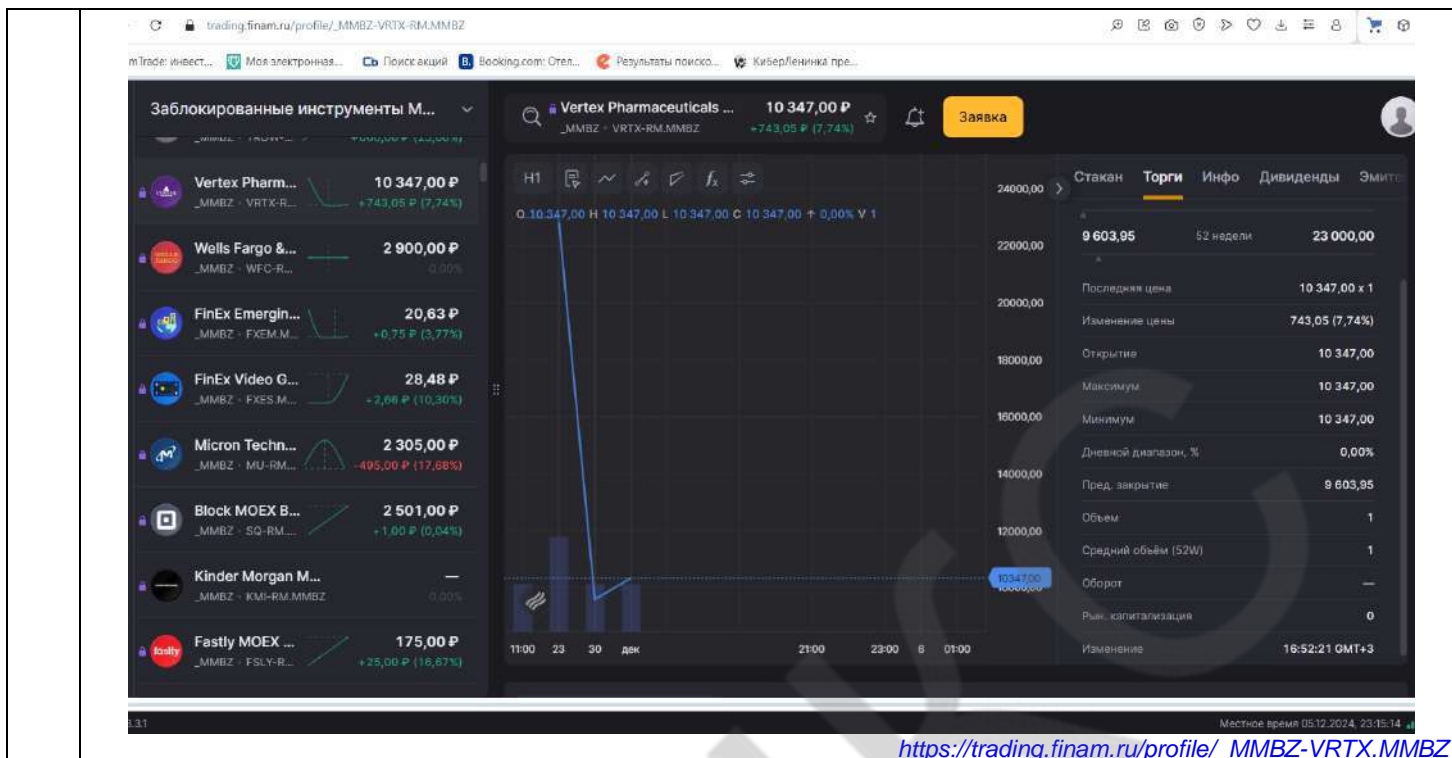 trading.finam.ru/profile/_MMBZ-VRTX-RM.MMBZ
mTrade: инвест... Моя электронная... Сb Поиск акций B. Booking.com: Отел... Результаты поиско... КиберЛенинка пре...
Заблокированные инструменты М...
Vertex Pharm... 10 347,00 ₽
_MMBZ · VRTX-R... +743,05 ₽ (7,74%)
Wells Fargo &... 2 900,00 ₽
_MMBZ · WFC-R... 0,00%
FinEx Emergin... 20,63 ₽
_MMBZ · FXEM.M... +0,75 ₽ (3,77%)
FinEx Video G... 28,48 ₽
_MMBZ · FXES.M... +2,66 ₽ (10,30%)
Micron Techn... 2 305,00 ₽
_MMBZ · MU-RM... -495,00 ₽ (17,68%)
Block MOEX B... 2 501,00 ₽
_MMBZ · SQ-RM.... +1,00 ₽ (0,04%)
Kinder Morgan M... —
_MMBZ · KMI-RM.MMBZ 0,00%
fastly Fastly MOEX ... 175,00 ₽
_MMBZ · FSLY-R... +25,00 ₽ (16,67%)
Vertex Pharmaceuticals ... 10 347,00 ₽
_MMBZ · VRTX-RM.MMBZ +743,05 ₽ (7,74%)
Заявка
H1
O 10 347,00 H 10 347,00 L 10 347,00 C 10 347,00 ↑ 0,00% V 1
24000,00
22000,00
20000,00
18000,00
16000,00
14000,00
12000,00
10347,00
11:00 23 30 дек 21:00 23:00 6 01:00
Стакан Торги Инфо Дивиденды Эмите
9 603,95 52 недели 23 000,00
Последняя цена 10 347,00 x 1
Изменение цены 743,05 (7,74%)
Открытие 10 347,00
Максимум 10 347,00
Минимум 10 347,00
Дневной диапазон, % 0,00%
Пред. закрытие 9 603,95
Объем 1
Средний объём (52W) 1
Оборот —
Рын. капитализация 0
Изменение 16:52:21 GMT+3
3.3.1 Местное время 05.12.2024, 23:15:14
https://trading.finam.ru/profile/_MMBZ-VRTX.MMBZ